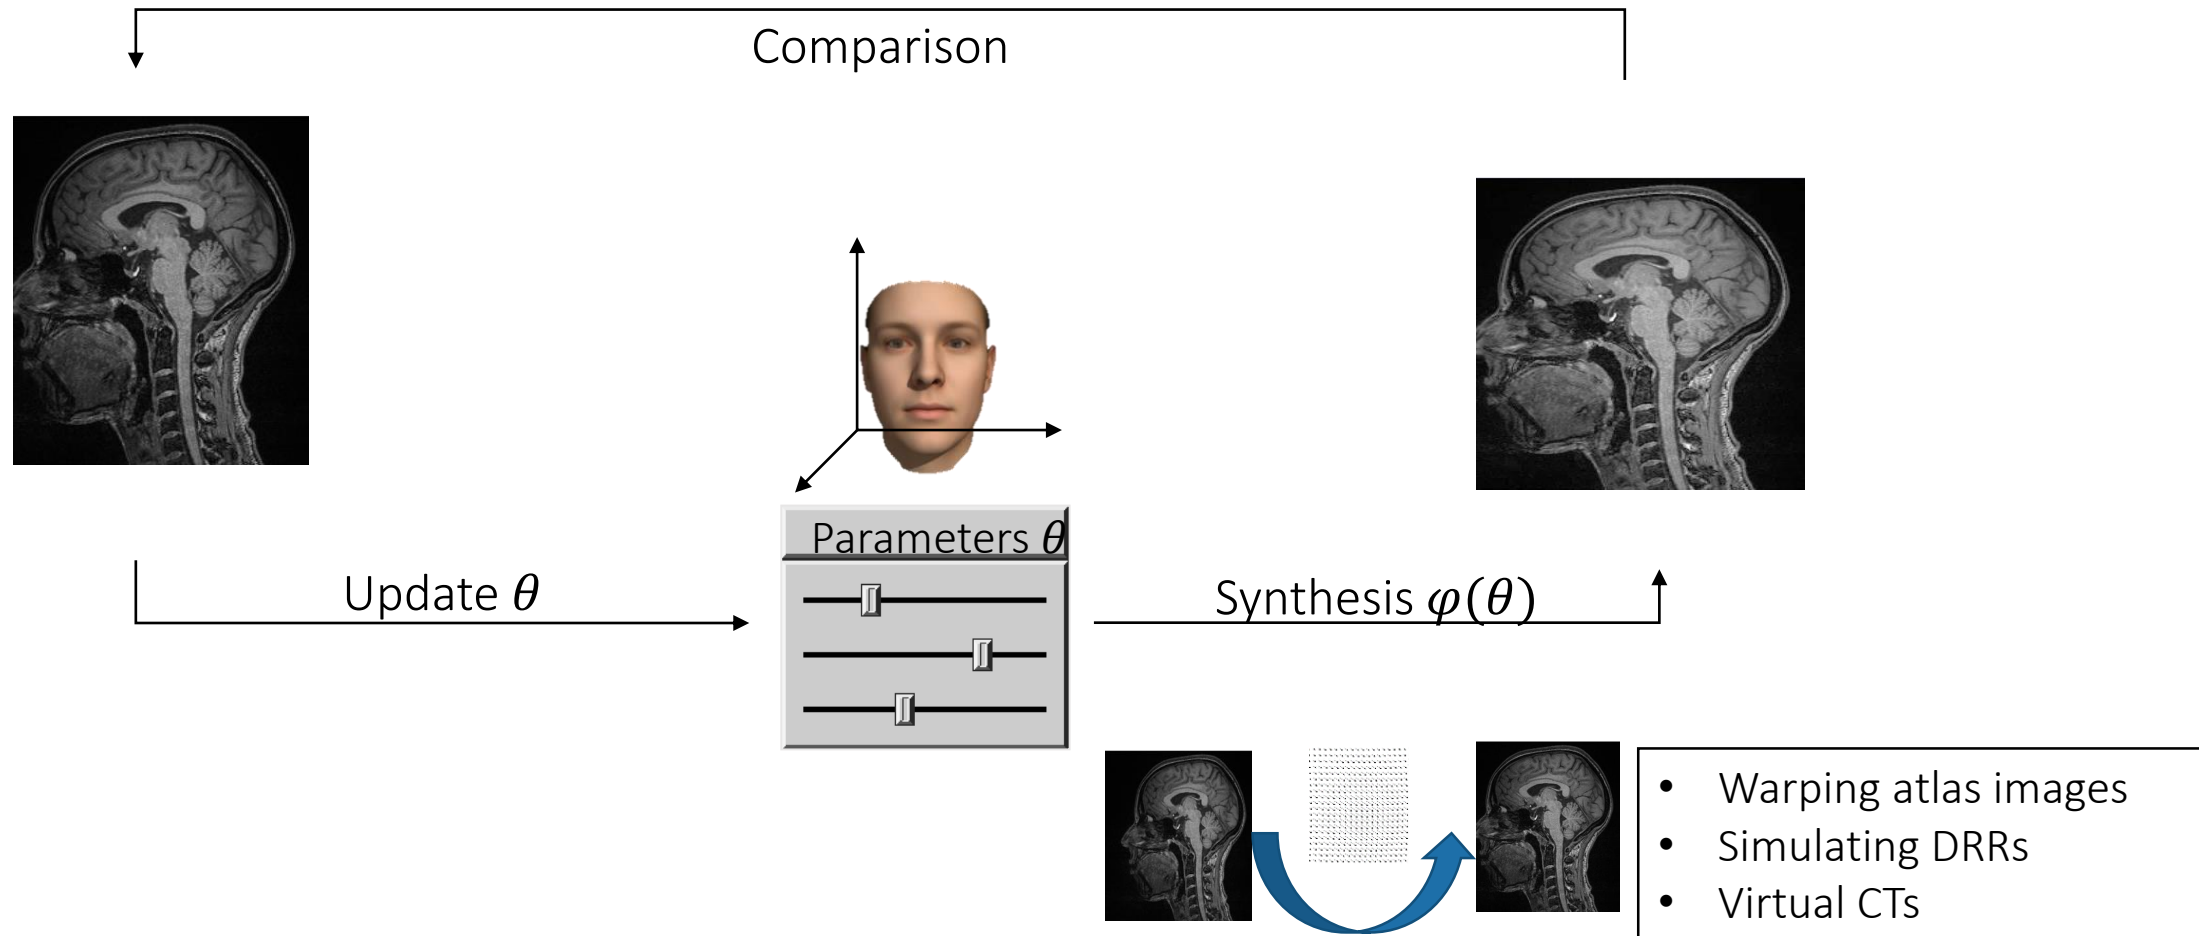 Comparison
Parameters θ
Update θ
Synthesis φ(θ)
• Warping atlas images
• Simulating DRRs
• Virtual CTs